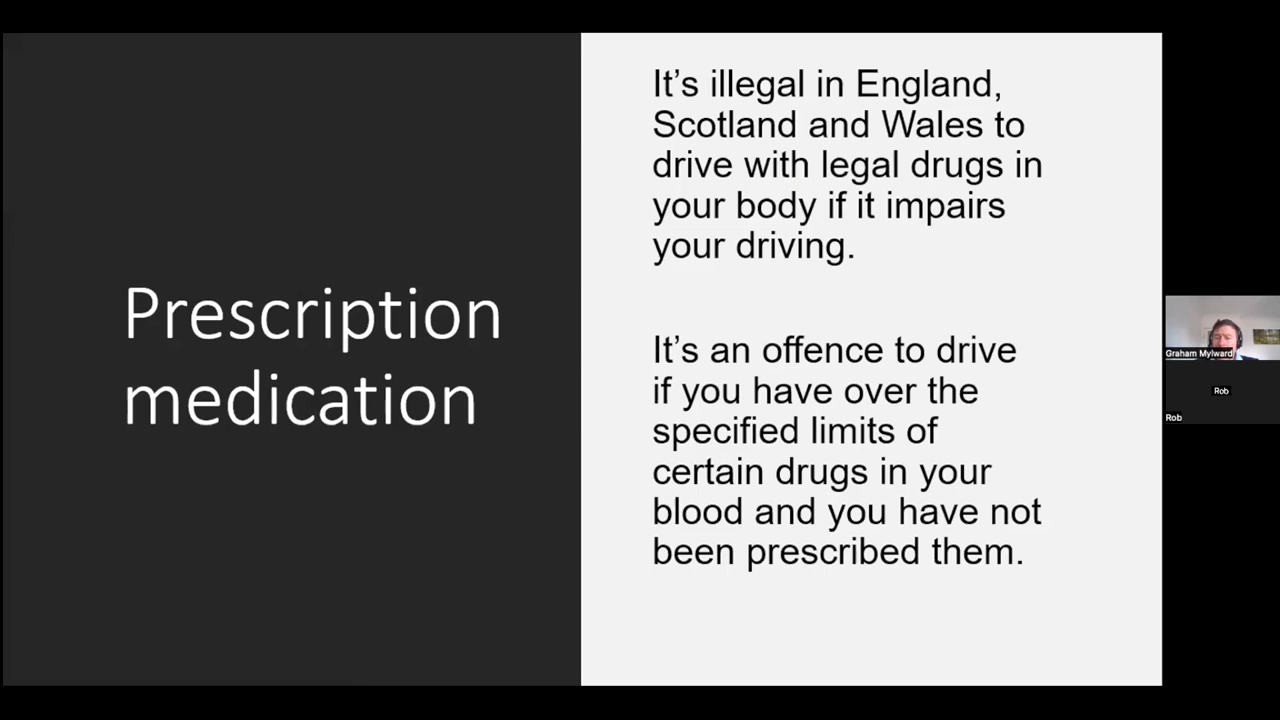 Prescription
medication
It’s illegal in England,
Scotland and Wales to
drive with legal drugs in
your body if it impairs
your driving.
It’s an offence to drive
if you have over the
specified limits of
certain drugs in your
blood and you have not
been prescribed them.
Graham Mylward
Rob
Rob